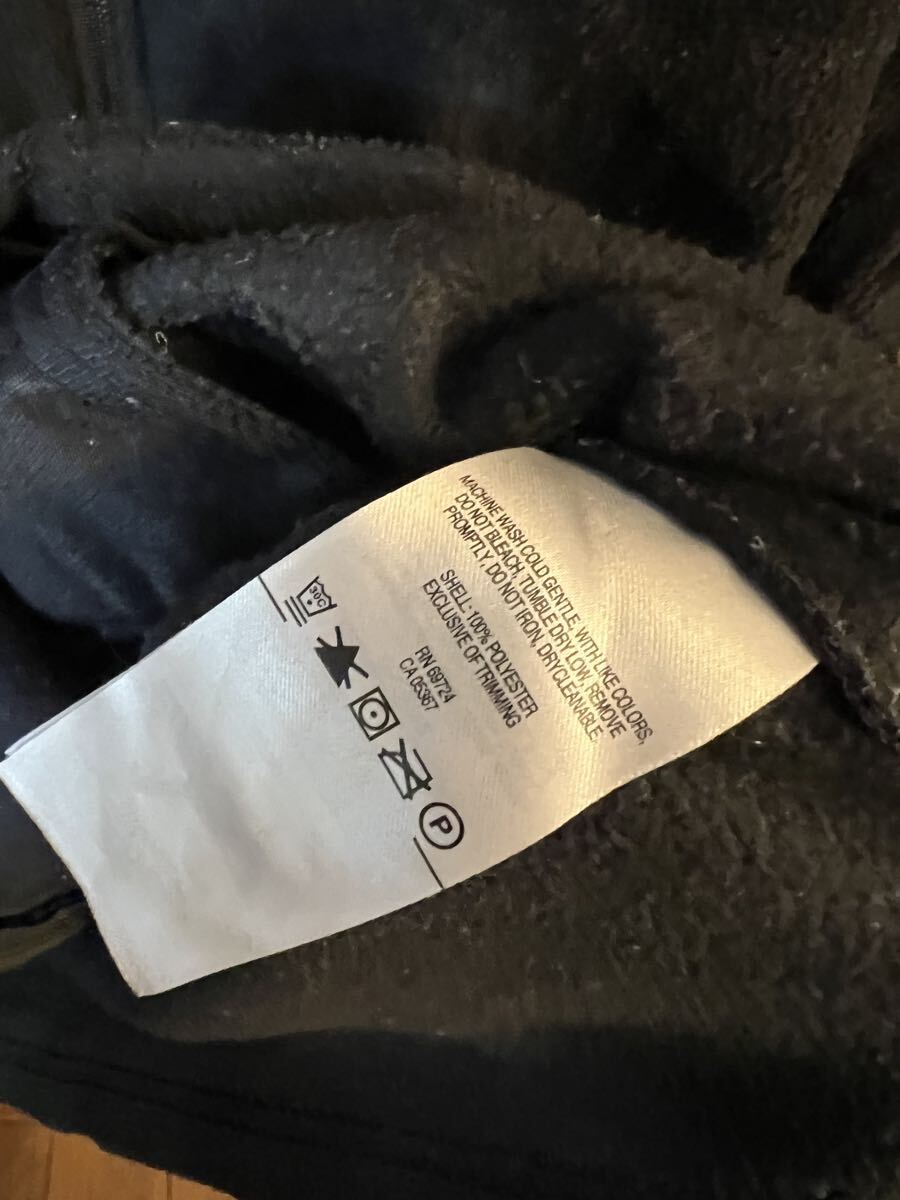 MACHINE WASH COLD GENTLE, WITH LIKE COLORS,
DO NOT BLEACH, TUMBLE DRY LOW, REMOVE
PROMPTLY, DO NOT IRON, DRYCLEANABLE.
SHELL: 100% POLYESTER
EXCLUSIVE OF TRIMMING
RN 69724
CA 05367
30C
P